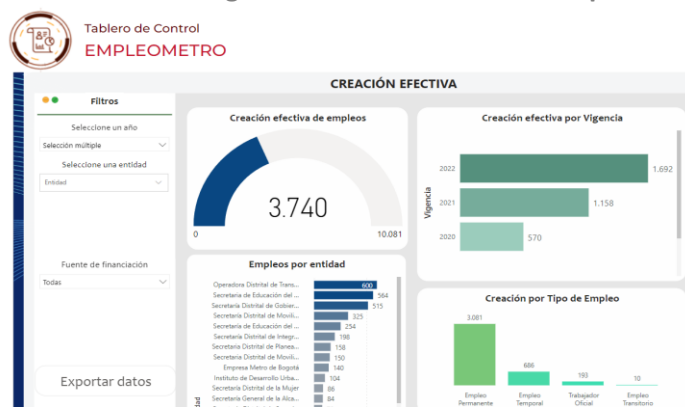 Tablero de Control
EMPLEOMETRO
CREACIÓN EFECTIVA
Filtros
Seleccione un año
Selección múltiple
Seleccione una entidad
Entidad
Fuente de financiación
Todas
Exportar datos
Creación efectiva de empleos
3.740
0
10.081
Creación efectiva por Vigencia
Vigencia
2022
1.692
2021
1.158
2020
570
Empleos por entidad
Operadora Distrital de Trans...
600
Secretaría de Educación del ...
564
Secretaría Distrital de Gobier...
515
Secretaría Distrital de Movili...
325
Secretaría de Educación del ...
254
Secretaría Distrital de Integr...
198
Secretaría Distrital de Planea...
158
Secretaría Distrital de Movili...
150
Empresa Metro de Bogotá
140
Instituto de Desarrollo Urba...
104
Secretaría Distrital de la Mujer
86
Secretaría General de la Alca...
84
Creación por Tipo de Empleo
3.081
686
193
10
Empleo Permanente
Empleo Temporal
Trabajador Oficial
Empleo Transitorio